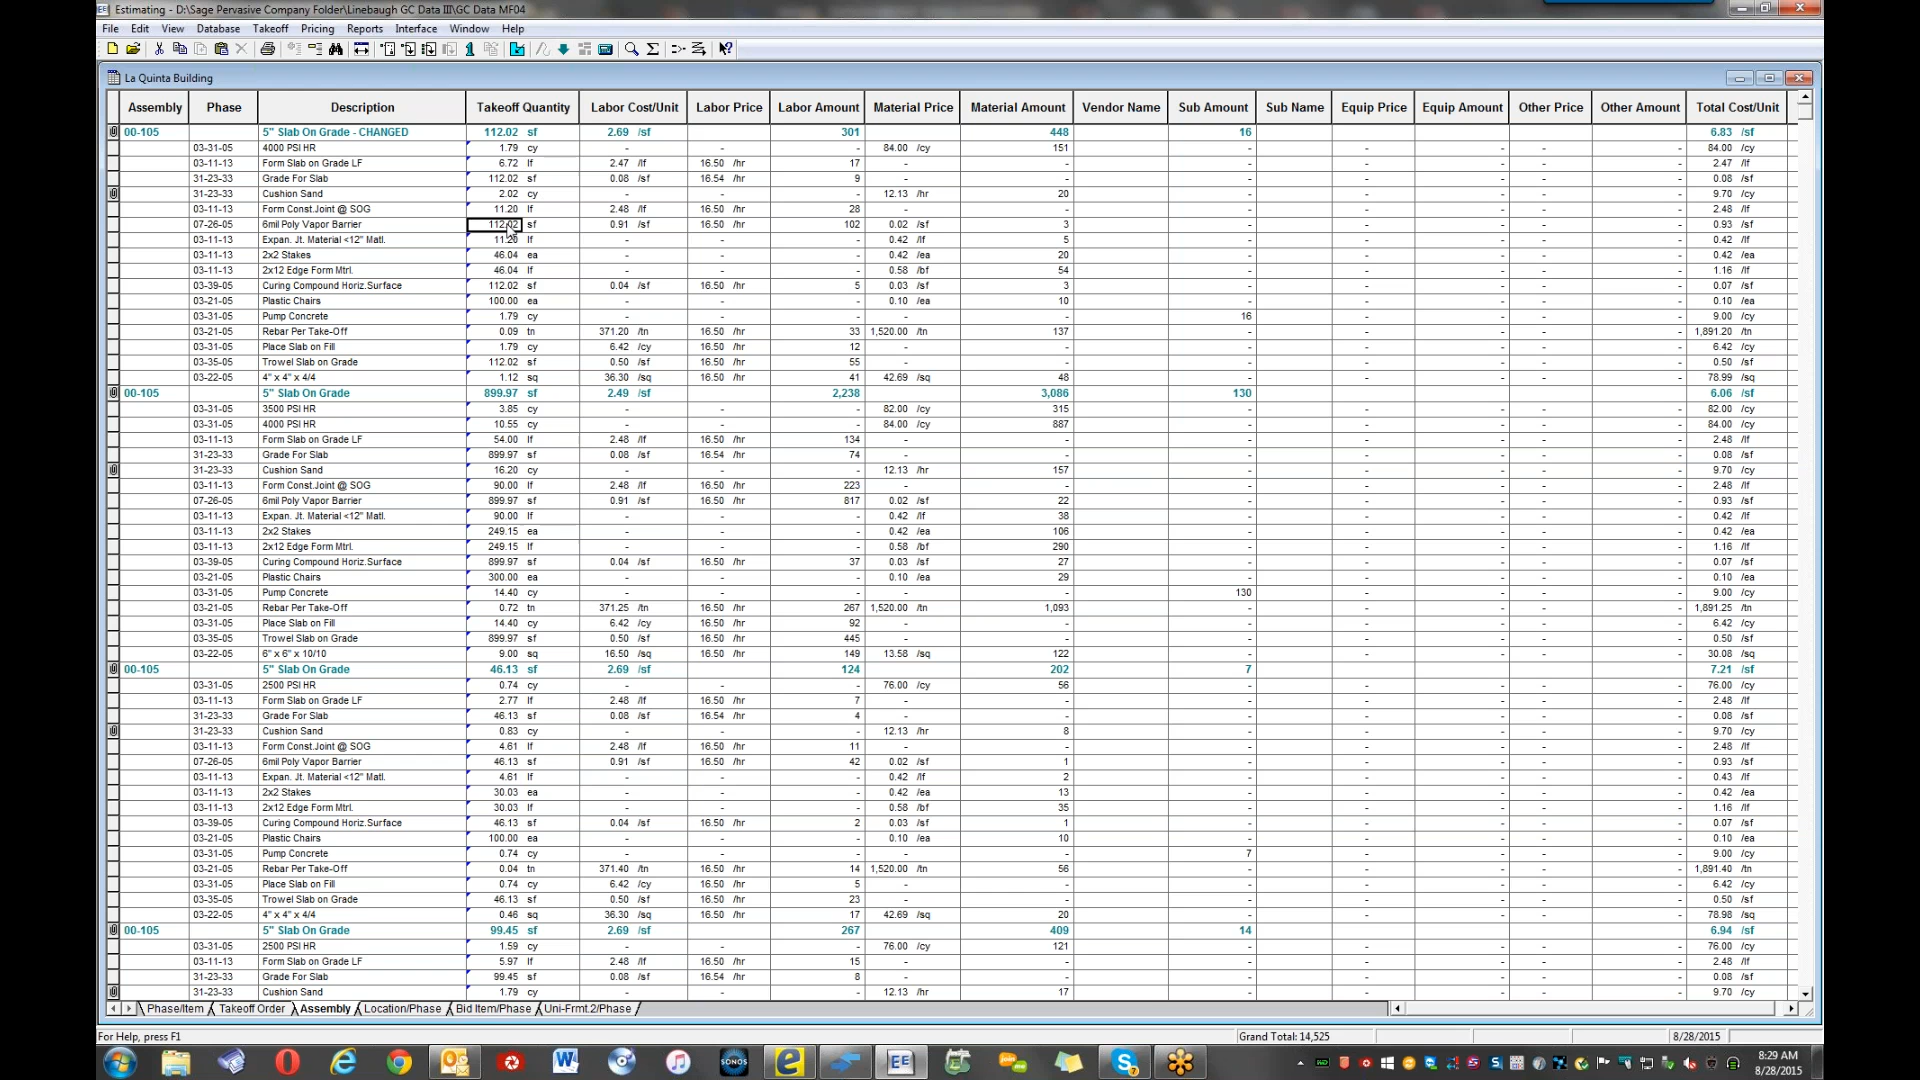 Estimating - D:\Sage Pervasive Company Folder\Linebaugh GC Data III\GC Data MF04
File Edit View Database Takeoff Pricing Reports Interface Window Help
La Quinta Building
Assembly Phase Description Takeoff Quantity Labor Cost/Unit Labor Price Labor Amount Material Price Material Amount Vendor Name Sub Amount Sub Name Equip Price Equip Amount Other Price Other Amount Total Cost/Unit
00-105 5" Slab On Grade - CHANGED 112.02 sf 2.69 /sf 301 448 16 6.83 /sf
03-31-05 4000 PSI HR 1.79 cy - - - 84.00 /cy 151 - - - - - 84.00 /cy
03-11-13 Form Slab on Grade LF 6.72 lf 2.47 /lf 16.50 /hr 17 - - - - - - - 2.47 /lf
31-23-33 Grade For Slab 112.02 sf 0.08 /sf 16.54 /hr 9 - - - - - - - 0.08 /sf
31-23-33 Cushion Sand 2.02 cy - - - 12.13 /hr 20 - - - - - 9.70 /cy
03-11-13 Form Const.Joint @ SOG 11.20 lf 2.48 /lf 16.50 /hr 28 - - - - - - - 2.48 /lf
07-26-05 6mil Poly Vapor Barrier 112.02 sf 0.91 /sf 16.50 /hr 102 0.02 /sf 3 - - - - - 0.93 /sf
03-11-13 Expan. Jt. Material <12" Matl. 11.20 lf - - - 0.42 /lf 5 - - - - - 0.42 /lf
03-11-13 2x2 Stakes 46.04 ea - - - 0.42 /ea 20 - - - - - 0.42 /ea
03-11-13 2x12 Edge Form Mtrl. 46.04 lf - - - 0.58 /bf 54 - - - - - 1.16 /lf
03-39-05 Curing Compound Horiz.Surface 112.02 sf 0.04 /sf 16.50 /hr 5 0.03 /sf 3 - - - - - 0.07 /sf
03-21-05 Plastic Chairs 100.00 ea - - - 0.10 /ea 10 - - - - - 0.10 /ea
03-31-05 Pump Concrete 1.79 cy - - - - - 16 - - - - 9.00 /cy
03-21-05 Rebar Per Take-Off 0.09 tn 371.20 /tn 16.50 /hr 33 1,520.00 /tn 137 - - - - - 1,891.20 /tn
03-31-05 Place Slab on Fill 1.79 cy 6.42 /cy 16.50 /hr 12 - - - - - - - 6.42 /cy
03-35-05 Trowel Slab on Grade 112.02 sf 0.50 /sf 16.50 /hr 55 - - - - - - - 0.50 /sf
03-22-05 4" x 4" x 4/4 1.12 sq 36.30 /sq 16.50 /hr 41 42.69 /sq 48 - - - - - 78.99 /sq
00-105 5" Slab On Grade 899.97 sf 2.49 /sf 2,238 3,086 130 6.06 /sf
03-31-05 3500 PSI HR 3.85 cy - - - 82.00 /cy 315 - - - - - 82.00 /cy
03-31-05 4000 PSI HR 10.55 cy - - - 84.00 /cy 887 - - - - - 84.00 /cy
03-11-13 Form Slab on Grade LF 54.00 lf 2.48 /lf 16.50 /hr 134 - - - - - - - 2.48 /lf
31-23-33 Grade For Slab 899.97 sf 0.08 /sf 16.54 /hr 74 - - - - - - - 0.08 /sf
31-23-33 Cushion Sand 16.20 cy - - - 12.13 /hr 157 - - - - - 9.70 /cy
03-11-13 Form Const.Joint @ SOG 90.00 lf 2.48 /lf 16.50 /hr 223 - - - - - - - 2.48 /lf
07-26-05 6mil Poly Vapor Barrier 899.97 sf 0.91 /sf 16.50 /hr 817 0.02 /sf 22 - - - - - 0.93 /sf
03-11-13 Expan. Jt. Material <12" Matl. 90.00 lf - - - 0.42 /lf 38 - - - - - 0.42 /lf
03-11-13 2x2 Stakes 249.15 ea - - - 0.42 /ea 106 - - - - - 0.42 /ea
03-11-13 2x12 Edge Form Mtrl. 249.15 lf - - - 0.58 /bf 290 - - - - - 1.16 /lf
03-39-05 Curing Compound Horiz.Surface 899.97 sf 0.04 /sf 16.50 /hr 37 0.03 /sf 27 - - - - - 0.07 /sf
03-21-05 Plastic Chairs 300.00 ea - - - 0.10 /ea 29 - - - - - 0.10 /ea
03-31-05 Pump Concrete 14.40 cy - - - - - 130 - - - - 9.00 /cy
03-21-05 Rebar Per Take-Off 0.72 tn 371.25 /tn 16.50 /hr 267 1,520.00 /tn 1,093 - - - - - 1,891.25 /tn
03-31-05 Place Slab on Fill 14.40 cy 6.42 /cy 16.50 /hr 92 - - - - - - - 6.42 /cy
03-35-05 Trowel Slab on Grade 899.97 sf 0.50 /sf 16.50 /hr 445 - - - - - - - 0.50 /sf
03-22-05 6" x 6" x 10/10 9.00 sq 16.50 /sq 16.50 /hr 149 13.58 /sq 122 - - - - - 30.08 /sq
00-105 5" Slab On Grade 46.13 sf 2.69 /sf 124 202 7 7.21 /sf
03-31-05 2500 PSI HR 0.74 cy - - - 76.00 /cy 56 - - - - - 76.00 /cy
03-11-13 Form Slab on Grade LF 2.77 lf 2.48 /lf 16.50 /hr 7 - - - - - - - 2.48 /lf
31-23-33 Grade For Slab 46.13 sf 0.08 /sf 16.54 /hr 4 - - - - - - - 0.08 /sf
31-23-33 Cushion Sand 0.83 cy - - - 12.13 /hr 8 - - - - - 9.70 /cy
03-11-13 Form Const.Joint @ SOG 4.61 lf 2.48 /lf 16.50 /hr 11 - - - - - - - 2.48 /lf
07-26-05 6mil Poly Vapor Barrier 46.13 sf 0.91 /sf 16.50 /hr 42 0.02 /sf 1 - - - - - 0.93 /sf
03-11-13 Expan. Jt. Material <12" Matl. 4.61 lf - - - 0.42 /lf 2 - - - - - 0.43 /lf
03-11-13 2x2 Stakes 30.03 ea - - - 0.42 /ea 13 - - - - - 0.42 /ea
03-11-13 2x12 Edge Form Mtrl. 30.03 lf - - - 0.58 /bf 35 - - - - - 1.16 /lf
03-39-05 Curing Compound Horiz.Surface 46.13 sf 0.04 /sf 16.50 /hr 2 0.03 /sf 1 - - - - - 0.07 /sf
03-21-05 Plastic Chairs 100.00 ea - - - 0.10 /ea 10 - - - - - 0.10 /ea
03-31-05 Pump Concrete 0.74 cy - - - - - 7 - - - - 9.00 /cy
03-21-05 Rebar Per Take-Off 0.04 tn 371.40 /tn 16.50 /hr 14 1,520.00 /tn 56 - - - - - 1,891.40 /tn
03-31-05 Place Slab on Fill 0.74 cy 6.42 /cy 16.50 /hr 5 - - - - - - - 6.42 /cy
03-35-05 Trowel Slab on Grade 46.13 sf 0.50 /sf 16.50 /hr 23 - - - - - - - 0.50 /sf
03-22-05 4" x 4" x 4/4 0.46 sq 36.30 /sq 16.50 /hr 17 42.69 /sq 20 - - - - - 78.98 /sq
00-105 5" Slab On Grade 99.45 sf 2.69 /sf 267 409 14 6.94 /sf
03-31-05 2500 PSI HR 1.59 cy - - - 76.00 /cy 121 - - - - - 76.00 /cy
03-11-13 Form Slab on Grade LF 5.97 lf 2.48 /lf 16.50 /hr 15 - - - - - - - 2.48 /lf
31-23-33 Grade For Slab 99.45 sf 0.08 /sf 16.54 /hr 8 - - - - - - - 0.08 /sf
31-23-33 Cushion Sand 1.79 cy - - - 12.13 /hr 17 - - - - - 9.70 /cy
Phase/Item Takeoff Order Assembly Location/Phase Bid Item/Phase Uni-Frmt.2/Phase
For Help, press F1 Grand Total: 14,525 8/28/2015
SONOS EE 8:29 AM
8/28/2015